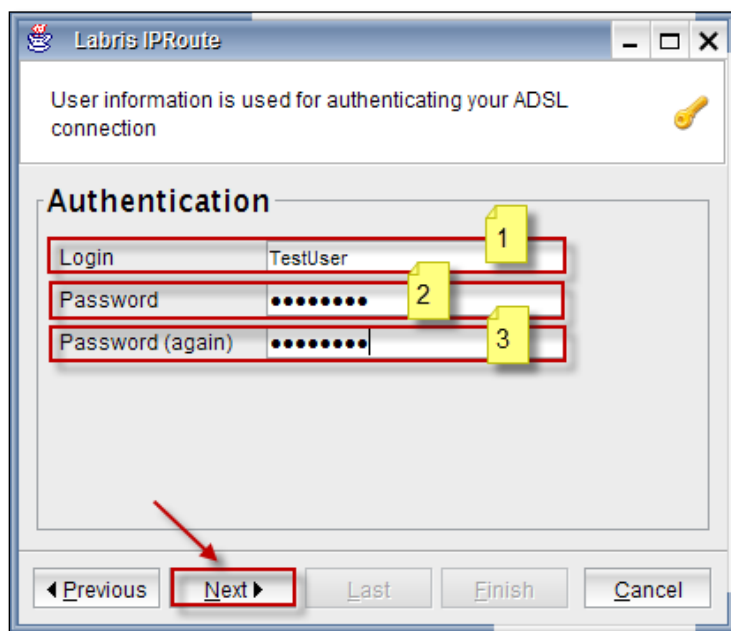 Labris IPRoute
User information is used for authenticating your ADSL
connection
Authentication
Login TestUser 1
Password ●●●●●●●● 2
Password (again) ●●●●●●●● 3
Previous Next Last Finish Cancel